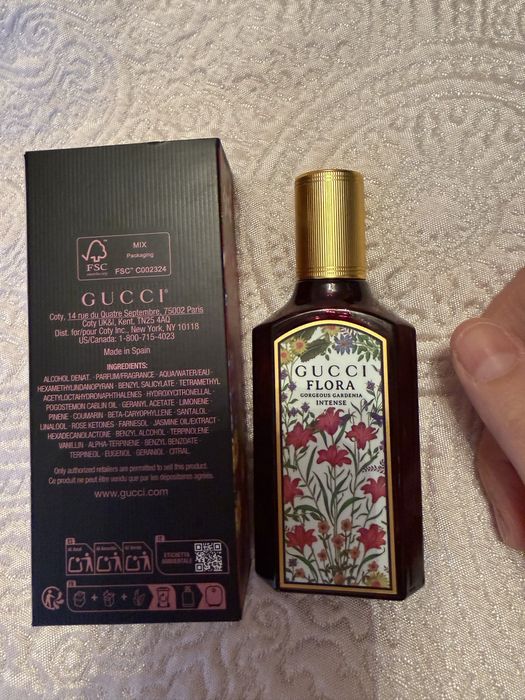 FSC
MIX
Packaging
FSC™ C002324
GUCCI®
Coty, 14 rue du Quatre Septembre, 75002 Paris
Coty UK&I, Kent. TN25 4AQ
Dist. for/pour Coty Inc., New York, NY 10118
US/Canada: 1-800-715-4023
Made in Spain
INGREDIENTS:
ALCOHOL DENAT. • PARFUM/FRAGRANCE • AQUA/WATER/EAU •
HEXAMETHYLINDANOPYRAN • BENZYL SALICYLATE • TETRAMETHYL
ACETYLOCTAHYDRONAPHTHALENES • HYDROXYCITRONELLAL •
POGOSTEMON CABLIN OIL • GERANYL ACETATE • LIMONENE •
PINENE • COUMARIN • BETA-CARYOPHYLLENE • SANTALOL •
LINALOOL • ROSE KETONES • FARNESOL • JASMINE OIL/EXTRACT •
HEXADECANOLACTONE • BENZYL ALCOHOL • TERPINOLENE •
VANILLIN • ALPHA-TERPINENE • BENZYL BENZOATE •
TERPINEOL • EUGENOL • GERANIOL • CITRAL.
Only authorized retailers are permitted to sell this product.
Ce produit ne peut être vendu que par les dépositaires agréés.
www.gucci.com
ETICHETTA
AMBIENTALE
GUCCI
FLORA
GORGEOUS GARDENIA
INTENSE